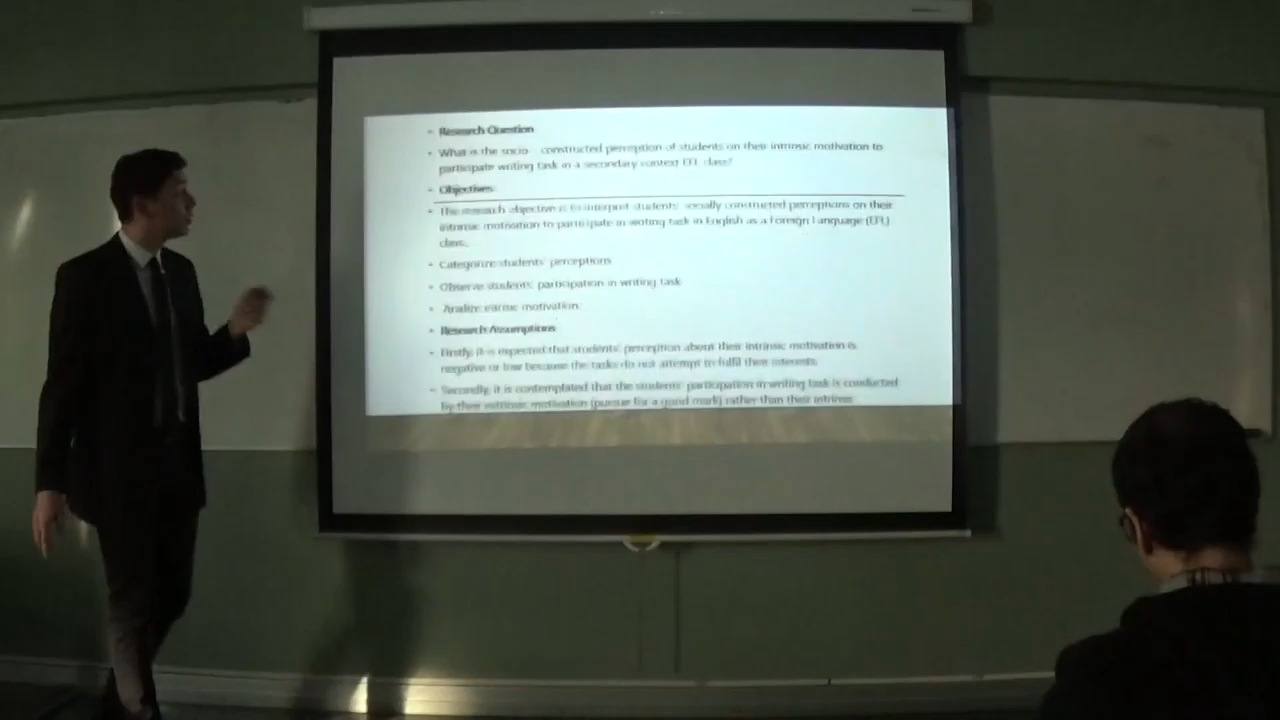 Research Question
What is the socio constructed perception of students on their intrinsic motivation to
participate writing task in a secondary context EFL class?
Objectives
The research objective is to interpret students' socially constructed perceptions on their
intrinsic motivation to participate in writing task in English as a Foreign Language (EFL)
class.
Categorize students' perceptions
Observe students' participation in writing task
motivation
Research Assumptions
Firstly, it is expected that students' perception about their intrinsic motivation is
negative or low because the tasks do not attempt to fulfil their interests.
Secondly, it is contemplated that the students' participation in writing task is conducted
by their extrinsic motivation (pursue for a good mark) rather than their intrinsic